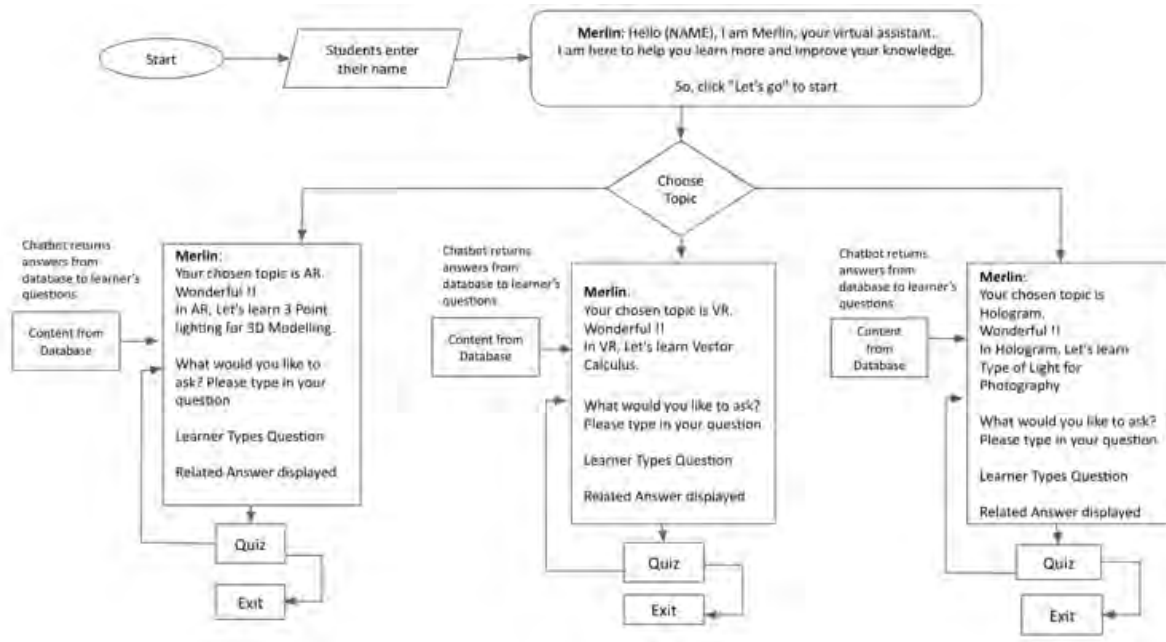 Start
Students enter
their name
Merlin: Hello (NAME), I am Merlin, your virtual assistant.
I am here to help you learn more and improve your knowledge.
So, click "Let's go" to start
Choose
Topic
Chatbot returns
answers from
database to learner's
questions
Content from
Database
Merlin:
Your chosen topic is AR.
Wonderful !!
In AR, Let's learn 3 Point
lighting for 3D Modelling.
What would you like to
ask? Please type in your
question
Learner Types Question
Related Answer displayed
Quiz
Exit
Chatbot returns
answers from
database to learner's
questions
Content from
Database
Merlin.
Your chosen topic is VR.
Wonderful !!
In VR, Let's learn Vector
Calculus.
What would you like to ask?
Please type in your question
Learner Types Question
Related Answer displayed
Quiz
Exit
Chatbot returns
answers from
database to learner's
questions
Content
from
Database
Merlin:
Your chosen topic is
Hologram.
Wonderful !!
In Hologram, Let's learn
Type of Light for
Photography
What would you like to ask?
Please type in your question
Learner Types Question
Related Answer displayed
Quiz
Exit